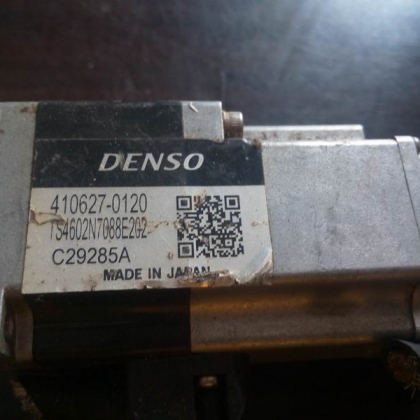 DENSO
410627-0120
TS4602N7088E202
C29285A
MADE IN JAPAN